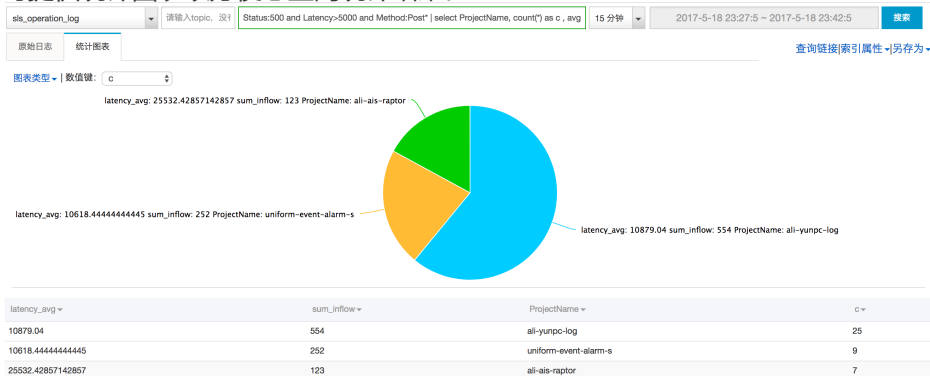 sls_operation_log 请输入topic，没 Status:500 and Latency>5000 and Method:Post* | select ProjectName, count(*) as c , avg 15 分钟 2017-5-18 23:27:5 ~ 2017-5-18 23:42:5 搜索
原始日志 统计图表 查询链接|索引属性|另存为
图表类型 | 数值键: c
latency_avg: 25532.42857142857 sum_inflow: 123 ProjectName: ali-ais-raptor
latency_avg: 10618.44444444445 sum_inflow: 252 ProjectName: uniform-event-alarm-s
latency_avg: 10879.04 sum_inflow: 554 ProjectName: ali-yunpc-log
latency_avg sum_inflow ProjectName c
10879.04 554 ali-yunpc-log 25
10618.44444444445 252 uniform-event-alarm-s 9
25532.42857142857 123 ali-ais-raptor 7